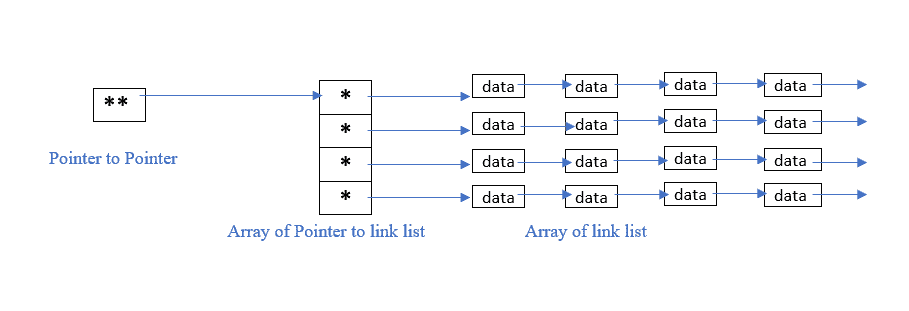 * data data data data
** *
* data data data data
Pointer to Pointer
* data data data data
* data data data data
Array of Pointer to link list
Array of link list